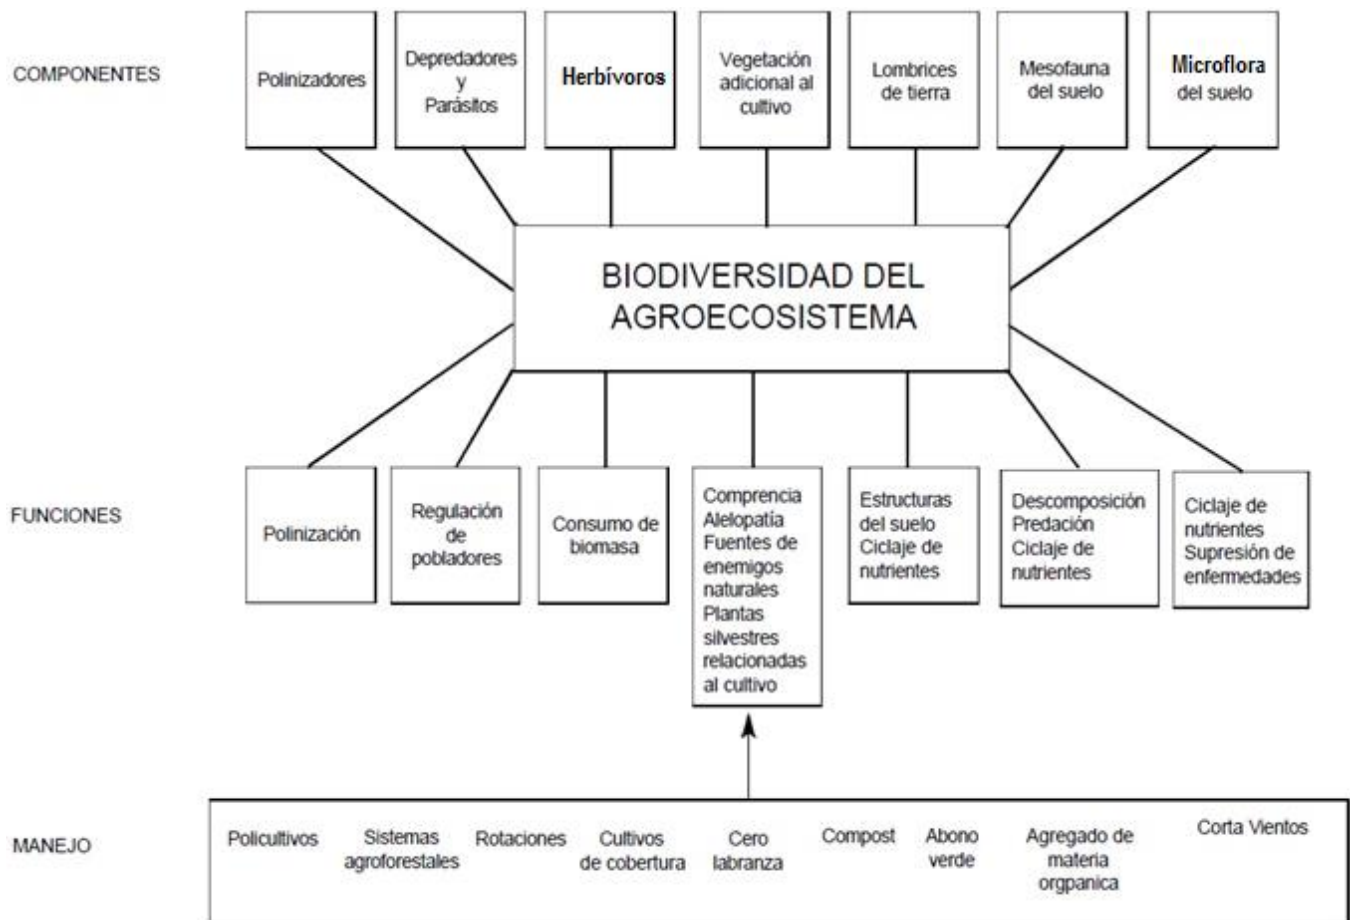 COMPONENTES
Polinizadores
Depredadores
y
Parásitos
Herbívoros
Vegetación
adicional al
cultivo
Lombrices
de tierra
Mesofauna
del suelo
Microflora
del suelo
BIODIVERSIDAD DEL
AGROECOSISTEMA
FUNCIONES
Polinización
Regulación
de
pobladores
Consumo de
biomasa
Comprencia
Alelopatía
Fuentes de
enemigos
naturales
Plantas
silvestres
relacionadas
al cultivo
Estructuras
del suelo
Ciclaje de
nutrientes
Descomposición
Predación
Ciclaje de
nutrientes
Ciclaje de
nutrientes
Supresión de
enfermedades
MANEJO
Policultivos
Sistemas
agroforestales
Rotaciones
Cultivos
de cobertura
Cero
labranza
Compost
Abono
verde
Agregado de
materia
orgpanica
Corta Vientos